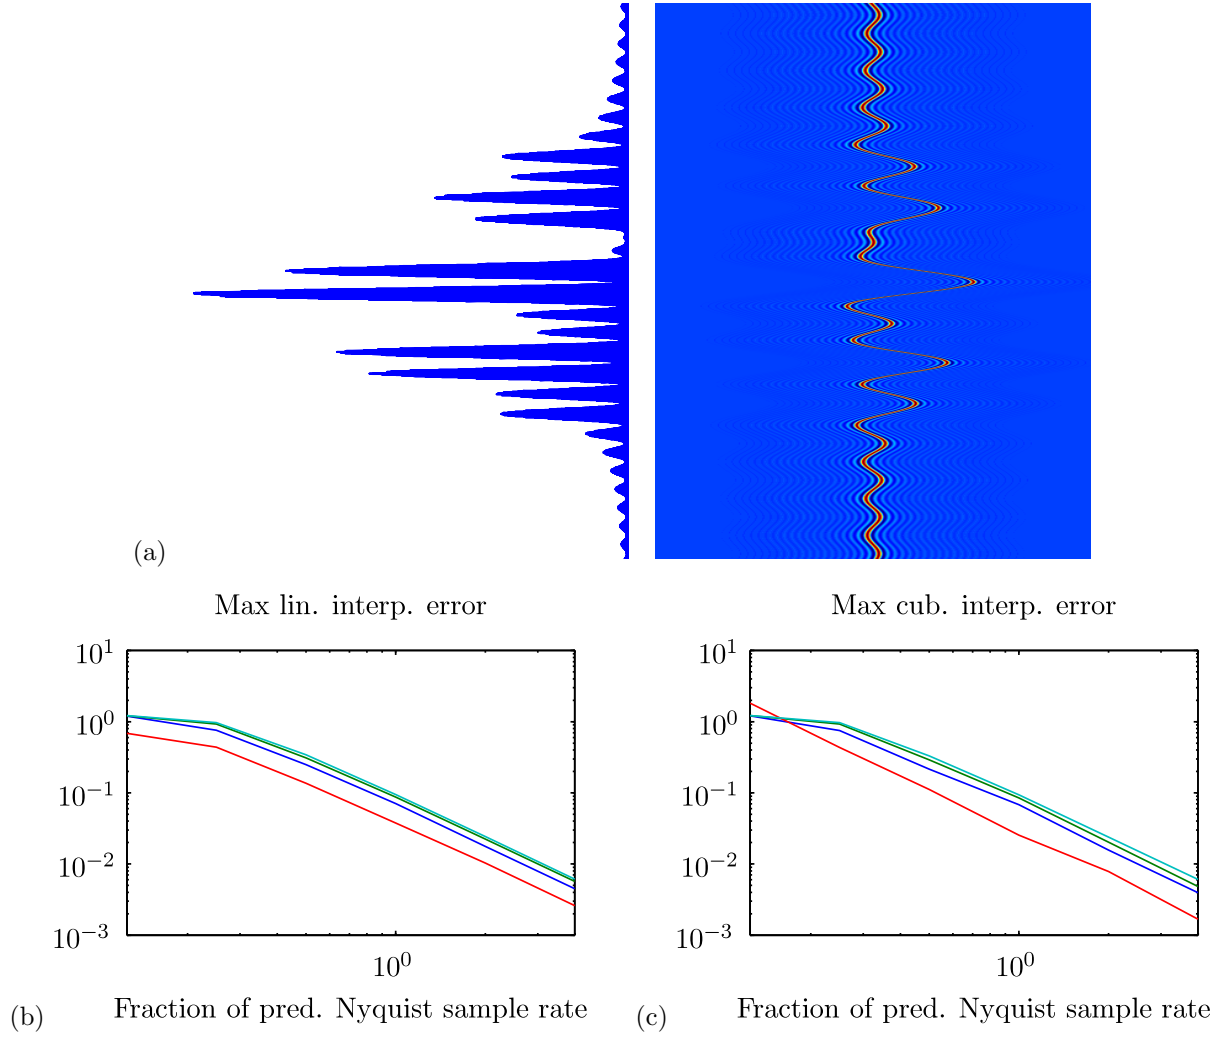 (a)
Max lin. interp. error
Max cub. interp. error
10^1
10^0
10^−1
10^−2
10^−3
10^0
Fraction of pred. Nyquist sample rate
(b)
10^1
10^0
10^−1
10^−2
10^−3
10^0
Fraction of pred. Nyquist sample rate
(c)